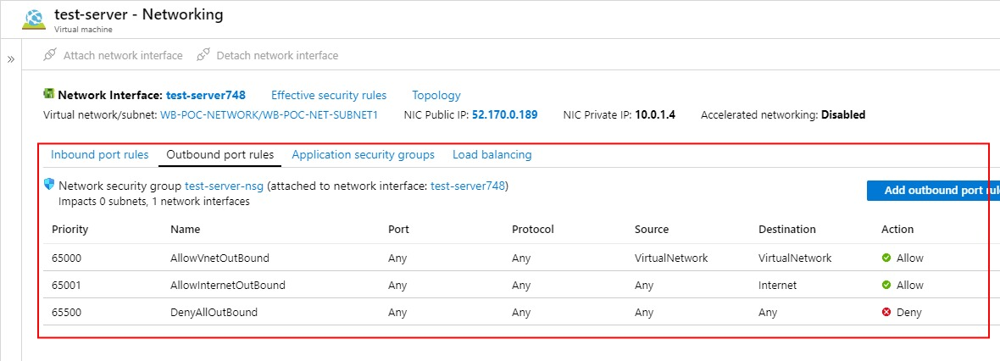 test-server - Networking
Virtual machine
» Attach network interface Detach network interface
Network Interface: test-server748 Effective security rules Topology
Virtual network/subnet: WB-POC-NETWORK/WB-POC-NET-SUBNET1 NIC Public IP: 52.170.0.189 NIC Private IP: 10.0.1.4 Accelerated networking: Disabled
Inbound port rules Outbound port rules Application security groups Load balancing
Network security group test-server-nsg (attached to network interface: test-server748)
Impacts 0 subnets, 1 network interfaces
Add outbound port rule
Priority Name Port Protocol Source Destination Action
65000 AllowVnetOutBound Any Any VirtualNetwork VirtualNetwork Allow
65001 AllowInternetOutBound Any Any Any Internet Allow
65500 DenyAllOutBound Any Any Any Any Deny